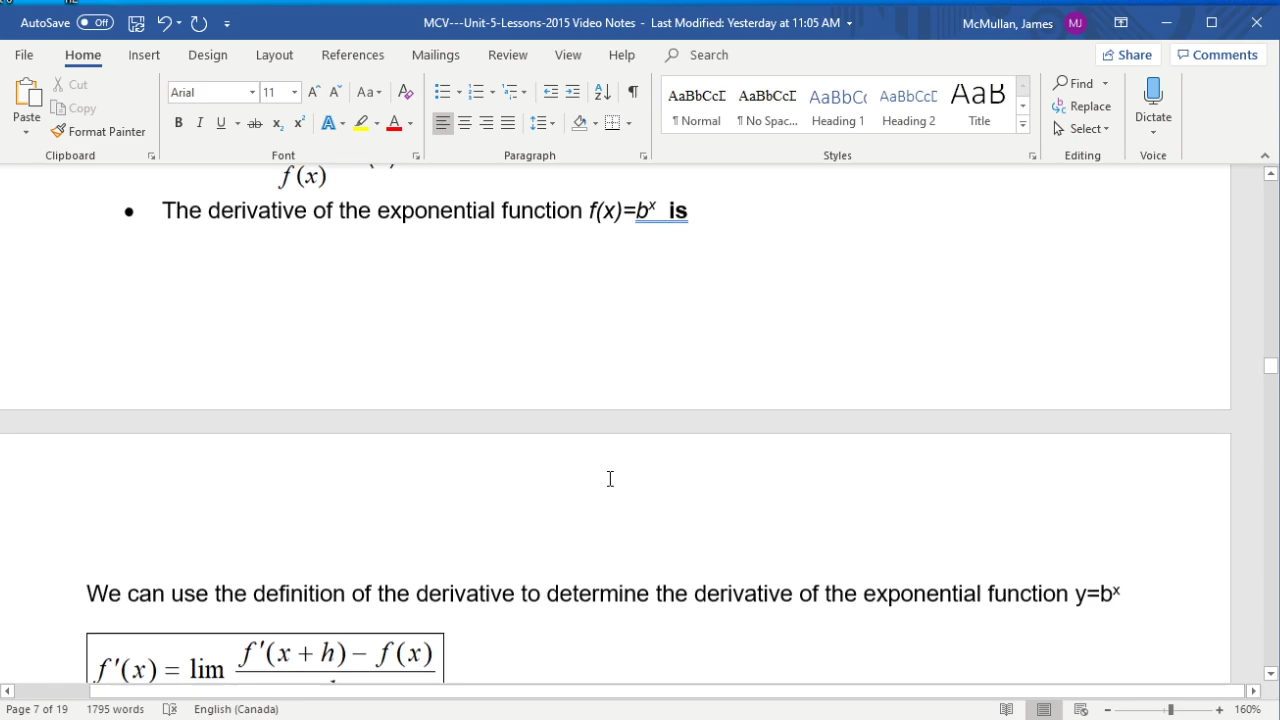 AutoSave Off MCV---Unit-5-Lessons-2015 Video Notes - Last Modified: Yesterday at 11:05 AM McMullan, James MJ
File Home Insert Design Layout References Mailings Review View Help Search Share Comments
Paste
Cut
Copy
Format Painter
Clipboard
Arial 11
Font
Paragraph
AaBbCcI AaBbCcI AaBbCc AaBbCcD AaB
¶ Normal ¶ No Spac... Heading 1 Heading 2 Title
Styles
Find
Replace
Select
Editing
Dictate
Voice
f(x)
• The derivative of the exponential function f(x)=bˣ is
We can use the definition of the derivative to determine the derivative of the exponential function y=bˣ
f'(x) = lim f'(x + h) − f(x)
Page 7 of 19 1795 words English (Canada) 160%